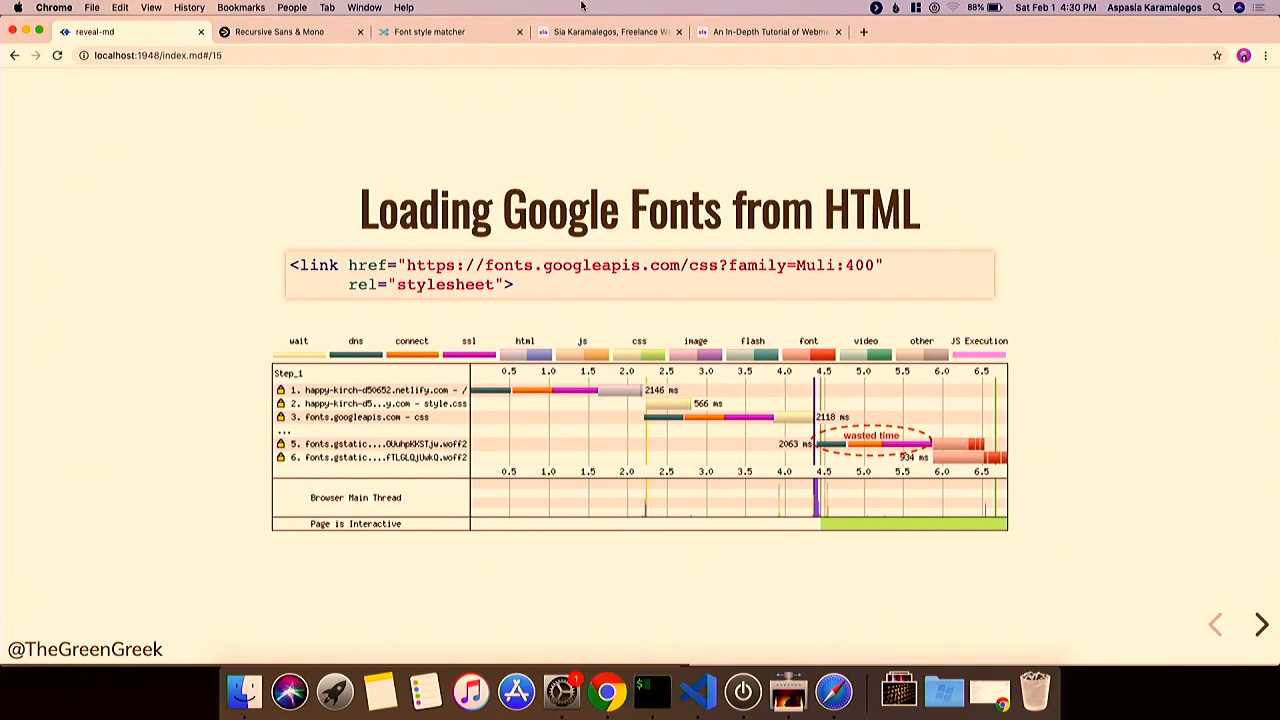 Chrome File Edit View History Bookmarks People Tab Window Help 88% Sat Feb 1 4:30 PM Aspasia Karamalegos
reveal-md Recursive Sans & Mono Font style matcher Sia Karamalegos, Freelance W An In-Depth Tutorial of Webme
localhost:1948/index.md#/15
Loading Google Fonts from HTML
<link href="https://fonts.googleapis.com/css?family=Muli:400"
rel="stylesheet">
wait dns connect ssl html js css image flash font video other JS Execution
Step_1 0.5 1.0 1.5 2.0 2.5 3.0 3.5 4.0 4.5 5.0 5.5 6.0 6.5
1. happy-kirch-d50652.netlify.com - / 2146 ms
2. happy-kirch-d5...y.com - style.css 566 ms
3. fonts.googleapis.com - css 2118 ms
... wasted time
5. fonts.gstatic....OUuhpKKSTjw.woff2 2063 ms
6. fonts.gstatic....fTLGLQjUwKQ.woff2 934 ms
0.5 1.0 1.5 2.0 2.5 3.0 3.5 4.0 4.5 5.0 5.5 6.0 6.5
Browser Main Thread
Page is Interactive
@TheGreenGreek
1